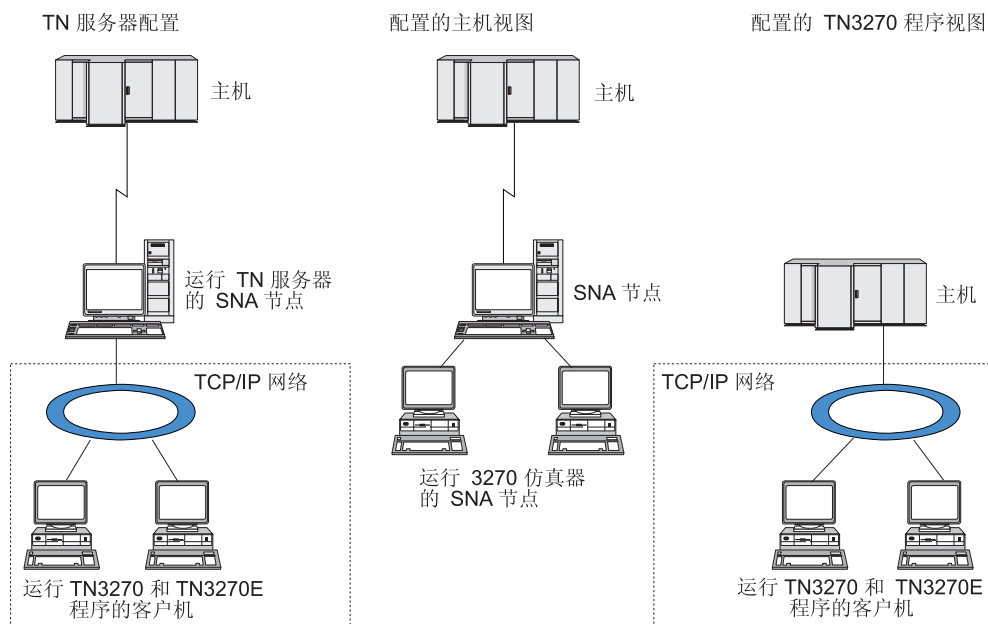 TN 服务器配置
主机
运行 TN 服务器
的 SNA 节点
TCP/IP 网络
运行 TN3270 和 TN3270E
程序的客户机
配置的主机视图
主机
SNA 节点
运行 3270 仿真器
的 SNA 节点
配置的 TN3270 程序视图
主机
TCP/IP 网络
运行 TN3270 和 TN3270E
程序的客户机